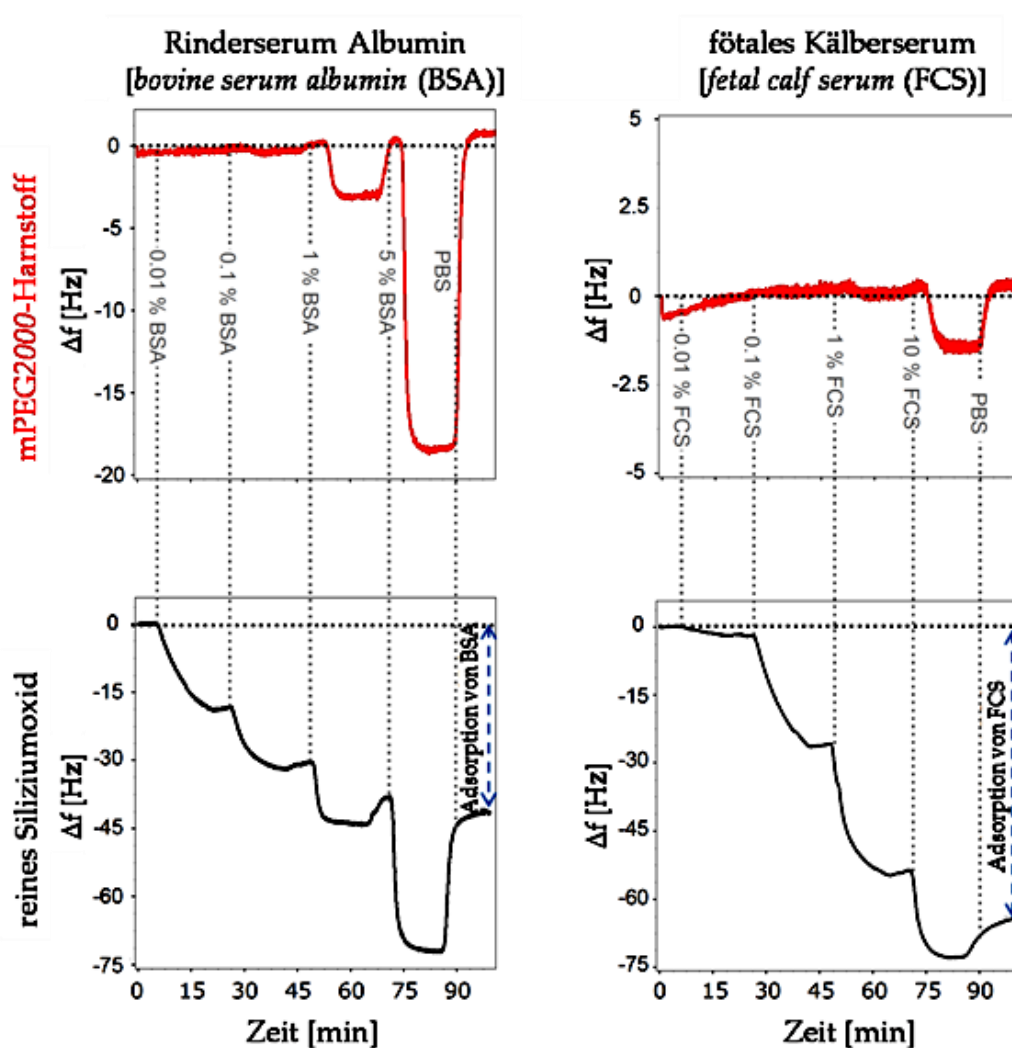 Rinderserum Albumin
[bovine serum albumin (BSA)]
fötales Kälberserum
[fetal calf serum (FCS)]
mPEG2000-Harnstoff
Δf [Hz]
0
-5
-10
-15
-20
0.01 % BSA
0.1 % BSA
1 % BSA
5 % BSA
PBS
Δf [Hz]
5
2.5
0
-2.5
-5
0.01 % FCS
0.1 % FCS
1 % FCS
10 % FCS
PBS
reines Siliziumoxid
Δf [Hz]
0
-15
-30
-45
-60
-75
Adsorption von BSA
0 15 30 45 60 75 90
Zeit [min]
Δf [Hz]
0
-15
-30
-45
-60
-75
Adsorption von FCS
0 15 30 45 60 75 90
Zeit [min]